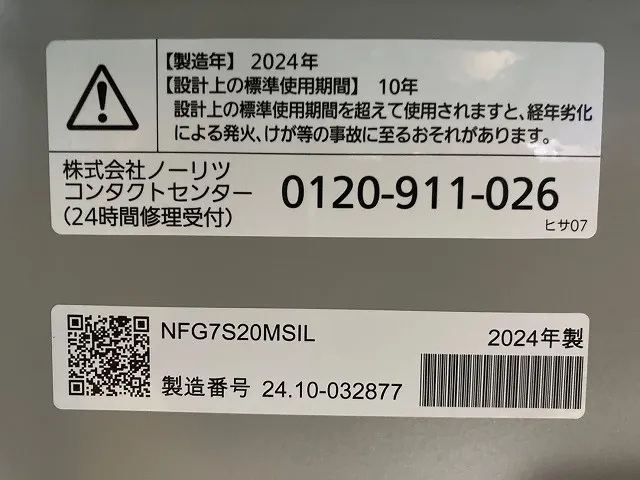 【製造年】 2024年
【設計上の標準使用期間】 10年
設計上の標準使用期間を超えて使用されますと、経年劣化
による発火、けが等の事故に至るおそれがあります。
株式会社ノーリツ
コンタクトセンター
(24時間修理受付)
0120-911-026
ヒサ07
NFG7S20MSIL
2024年製
製造番号 24.10-032877